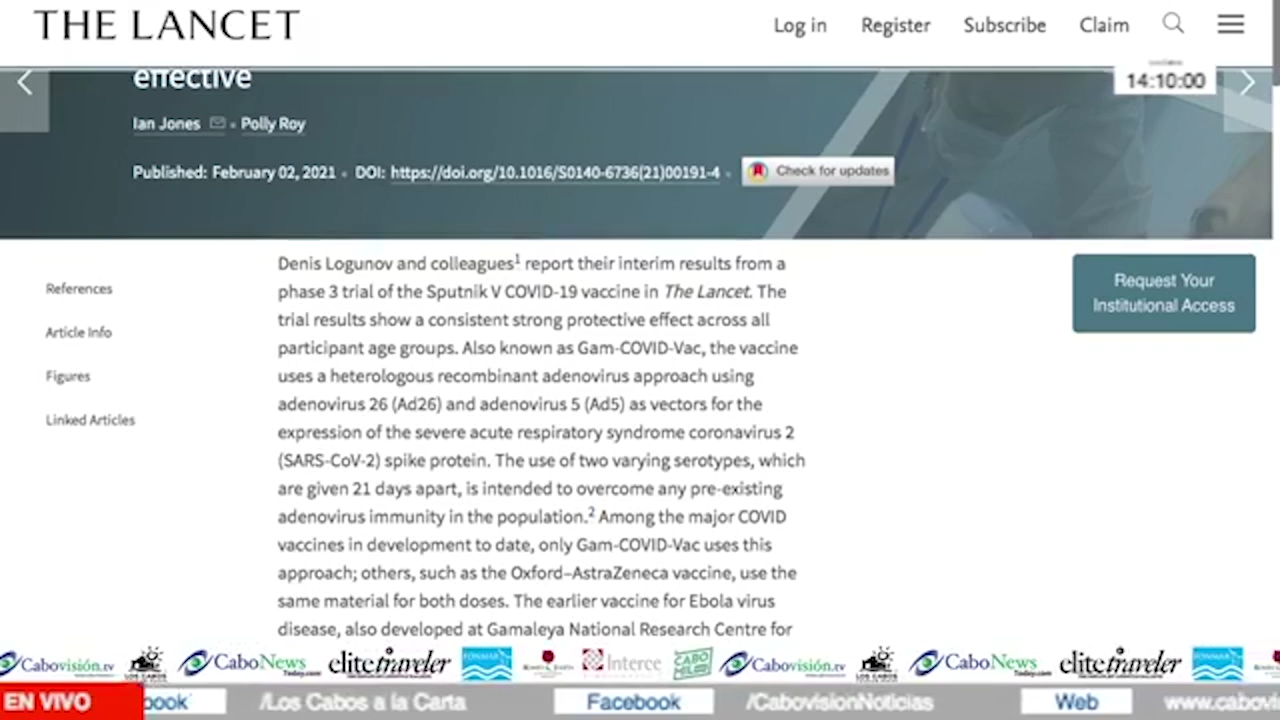 THE LANCET
Log in Register Subscribe Claim
effective
14:10:00
Ian Jones Polly Roy
Published: February 02, 2021 DOI: https://doi.org/10.1016/S0140-6736(21)00191-4 Check for updates
References
Article Info
Figures
Linked Articles
Denis Logunov and colleagues1 report their interim results from a
phase 3 trial of the Sputnik V COVID-19 vaccine in The Lancet. The
trial results show a consistent strong protective effect across all
participant age groups. Also known as Gam-COVID-Vac, the vaccine
uses a heterologous recombinant adenovirus approach using
adenovirus 26 (Ad26) and adenovirus 5 (Ad5) as vectors for the
expression of the severe acute respiratory syndrome coronavirus 2
(SARS-CoV-2) spike protein. The use of two varying serotypes, which
are given 21 days apart, is intended to overcome any pre-existing
adenovirus immunity in the population.2 Among the major COVID
vaccines in development to date, only Gam-COVID-Vac uses this
approach; others, such as the Oxford–AstraZeneca vaccine, use the
same material for both doses. The earlier vaccine for Ebola virus
disease, also developed at Gamaleya National Research Centre for
Request Your
Institutional Access
Cabovisión.tv LOS CABOS CaboNews Today.com elitetraveler FONMAR Interce CABO Cabovisión.tv LOS CABOS CaboNews Today.com elitetraveler FONMAR
EN VIVO book /Los Cabos a la Carta Facebook /CabovisionNoticias Web www.cabovi